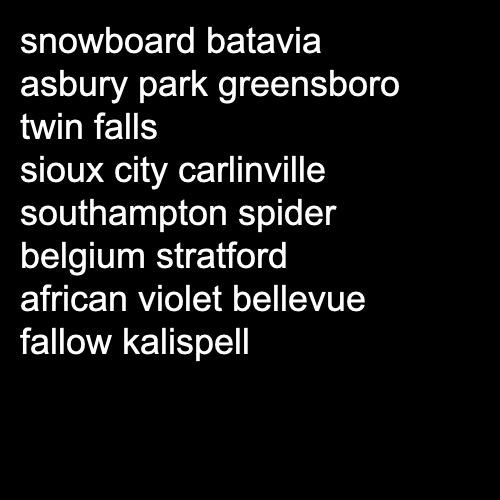 snowboard batavia
asbury park greensboro
twin falls
sioux city carlinville
southampton spider
belgium stratford
african violet bellevue
fallow kalispell